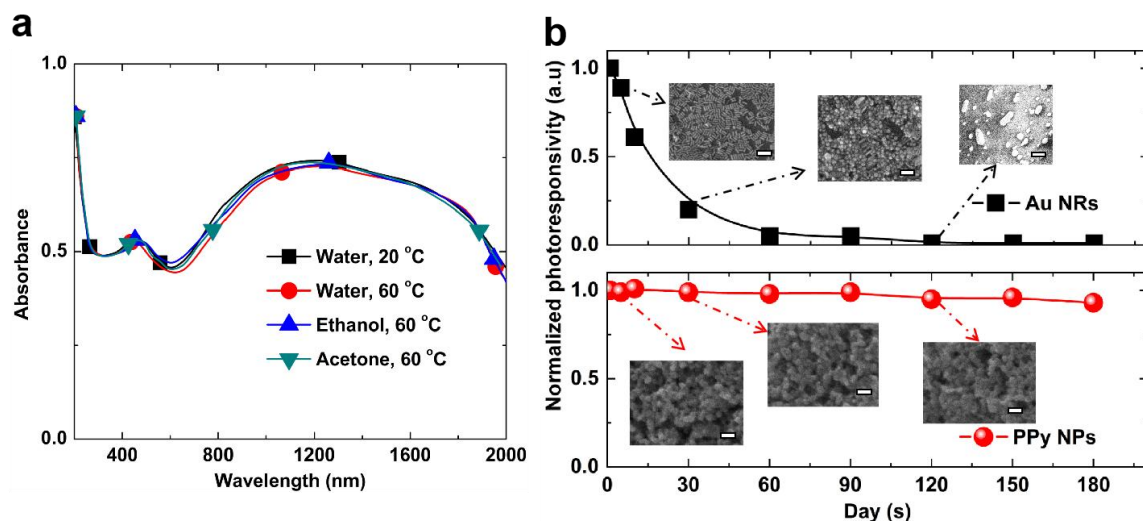 a
1.0
0.5
0.0
Absorbance
Water, 20 °C
Water, 60 °C
Ethanol, 60 °C
Acetone, 60 °C
400
800
1200
1600
2000
Wavelength (nm)
b
Normalized photoresponsivity (a.u)
1.0
0.5
0.0
Au NRs
1.0
0.5
1.0
PPy NPs
0
30
60
90
120
150
180
Day (s)